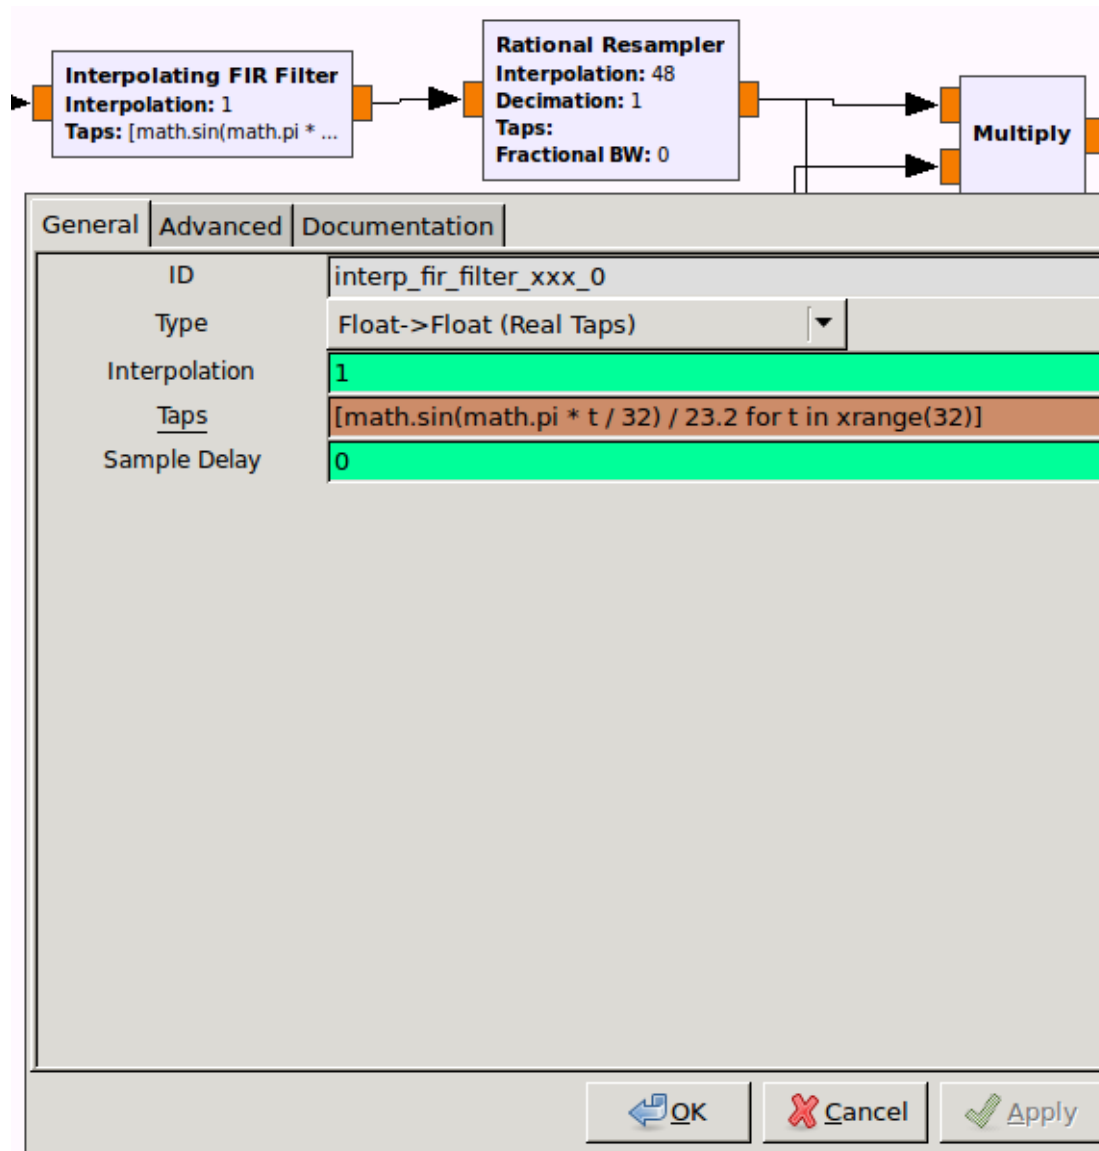 Interpolating FIR Filter
Interpolation: 1
Taps: [math.sin(math.pi * ...
Rational Resampler
Interpolation: 48
Decimation: 1
Taps:
Fractional BW: 0
Multiply
General Advanced Documentation
ID interp_fir_filter_xxx_0
Type Float->Float (Real Taps)
Interpolation 1
Taps [math.sin(math.pi * t / 32) / 23.2 for t in xrange(32)]
Sample Delay 0
OK Cancel Apply